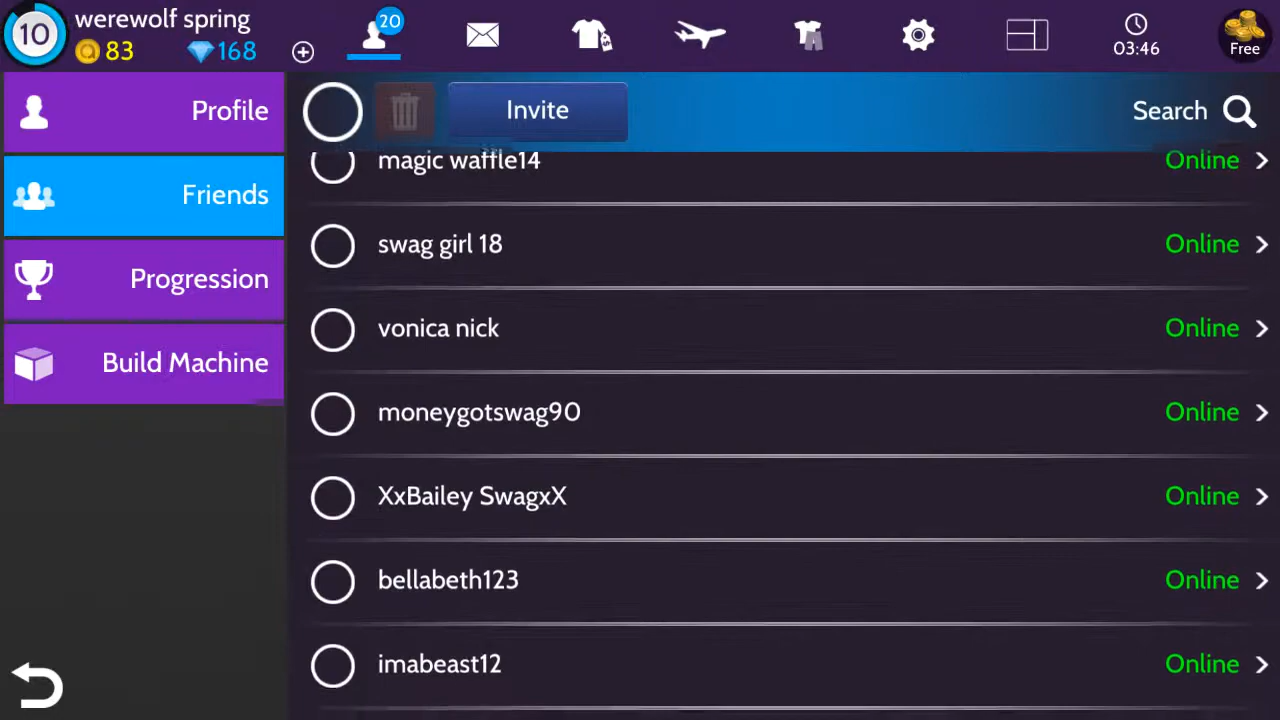 10
werewolf spring
83
168
20
03:46
Free
Profile
Friends
Progression
Build Machine
Invite
Search
magic waffle14 Online
swag girl 18 Online
vonica nick Online
moneygotswag90 Online
XxBailey SwagxX Online
bellabeth123 Online
imabeast12 Online